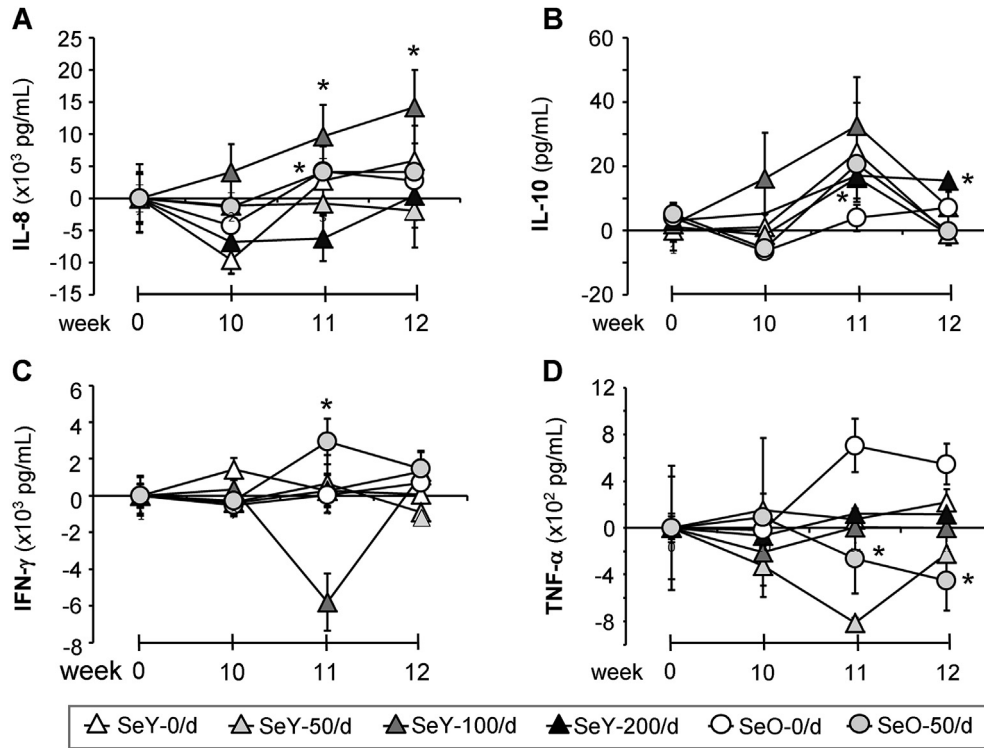 A
IL-8 (x10³ pg/mL)
25
20
15
10
5
0
-5
-10
-15
*
*
*
week 0 10 11 12
B
IL-10 (pg/mL)
60
40
20
0
-20
*
*
week 0 10 11 12
C
IFN-γ (x10³ pg/mL)
6
4
2
0
-2
-4
-6
-8
*
week 0 10 11 12
D
TNF-α (x10² pg/mL)
12
8
4
0
-4
-8
*
*
week 0 10 11 12
SeY-0/d SeY-50/d SeY-100/d SeY-200/d SeO-0/d SeO-50/d